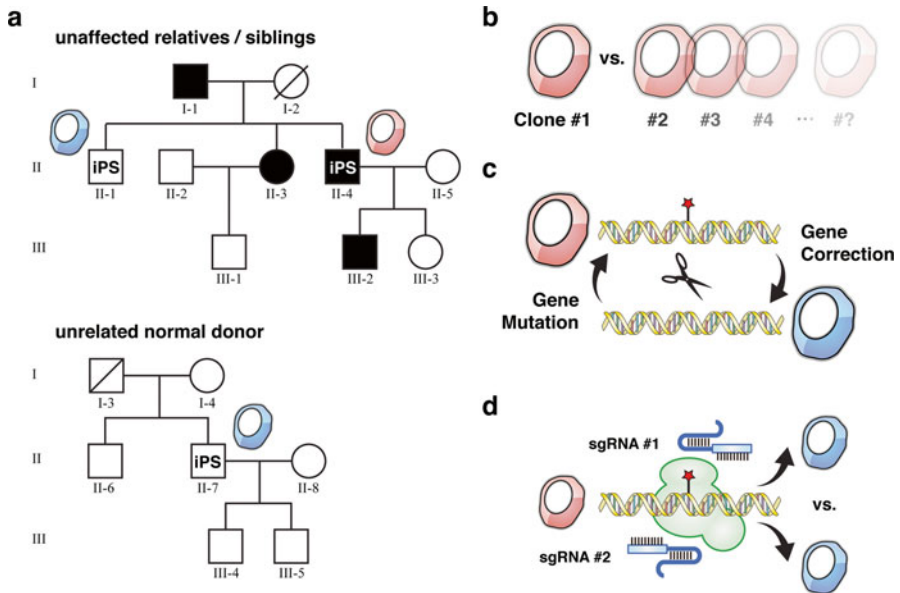 a
unaffected relatives / siblings
I
I-1
I-2
II
iPS
iPS
II-1
II-2
II-3
II-4
II-5
III
III-1
III-2
III-3
unrelated normal donor
I
I-3
I-4
II
iPS
II-6
II-7
II-8
III
III-4
III-5
b
vs.
Clone #1
#2
#3
#4
...
#?
c
Gene
Correction
Gene
Mutation
d
sgRNA #1
vs.
sgRNA #2